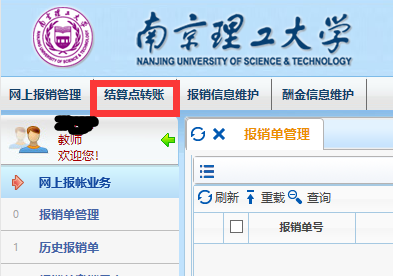 南京理工大学
NANJING UNIVERSITY OF SCIENCE & TECHNOLOGY
网上报销管理 结算点转账 报销信息维护 酬金信息维护
教师
欢迎您!
报销单管理
网上报帐业务
刷新 重载 查询
0 报销单管理
报销单号
1 历史报销单